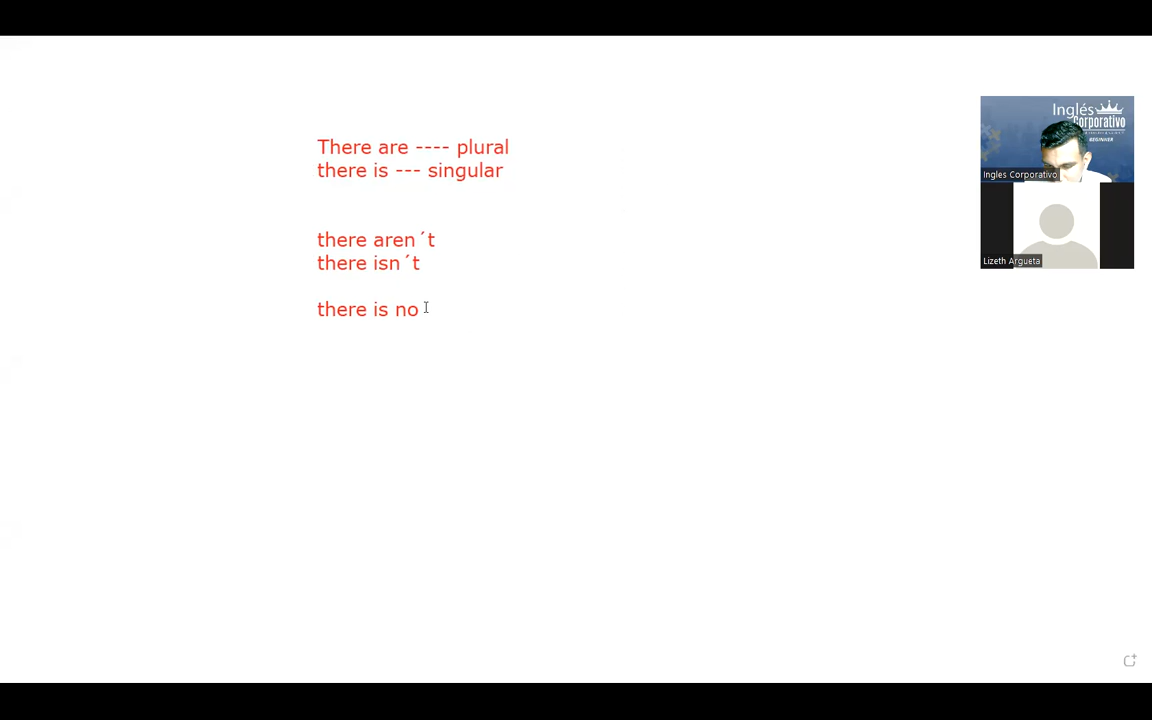 There are ---- plural
there is --- singular
there aren´t
there isn´t
there is no
Inglés
Corporativo
BEGINNER
Ingles Corporativo
Lizeth Argueta